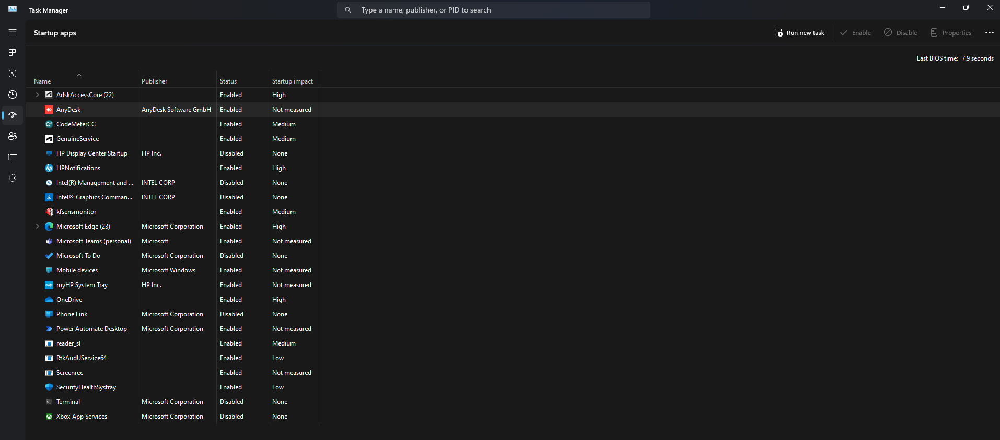 Task Manager
Type a name, publisher, or PID to search
Startup apps
Run new task Enable Disable Properties
Last BIOS time: 7.9 seconds
Name Publisher Status Startup impact
AdskAccessCore (22) Enabled High
AnyDesk AnyDesk Software GmbH Enabled Not measured
CodeMeterCC Enabled Medium
GenuineService Enabled Medium
HP Display Center Startup HP Inc. Disabled None
HPNotifications Enabled High
Intel(R) Management and ... INTEL CORP Disabled None
Intel® Graphics Comman... INTEL CORP Disabled None
kfsensmonitor Enabled Medium
Microsoft Edge (23) Microsoft Corporation Enabled High
Microsoft Teams (personal) Microsoft Enabled Not measured
Microsoft To Do Microsoft Corporation Disabled None
Mobile devices Microsoft Windows Enabled Not measured
myHP System Tray HP Inc. Enabled Not measured
OneDrive Enabled High
Phone Link Microsoft Corporation Disabled None
Power Automate Desktop Microsoft Corporation Enabled Not measured
reader_sl Enabled Medium
RtkAudUService64 Enabled Low
Screenrec Enabled Not measured
SecurityHealthSystray Enabled Low
Terminal Microsoft Corporation Disabled None
Xbox App Services Microsoft Corporation Disabled None